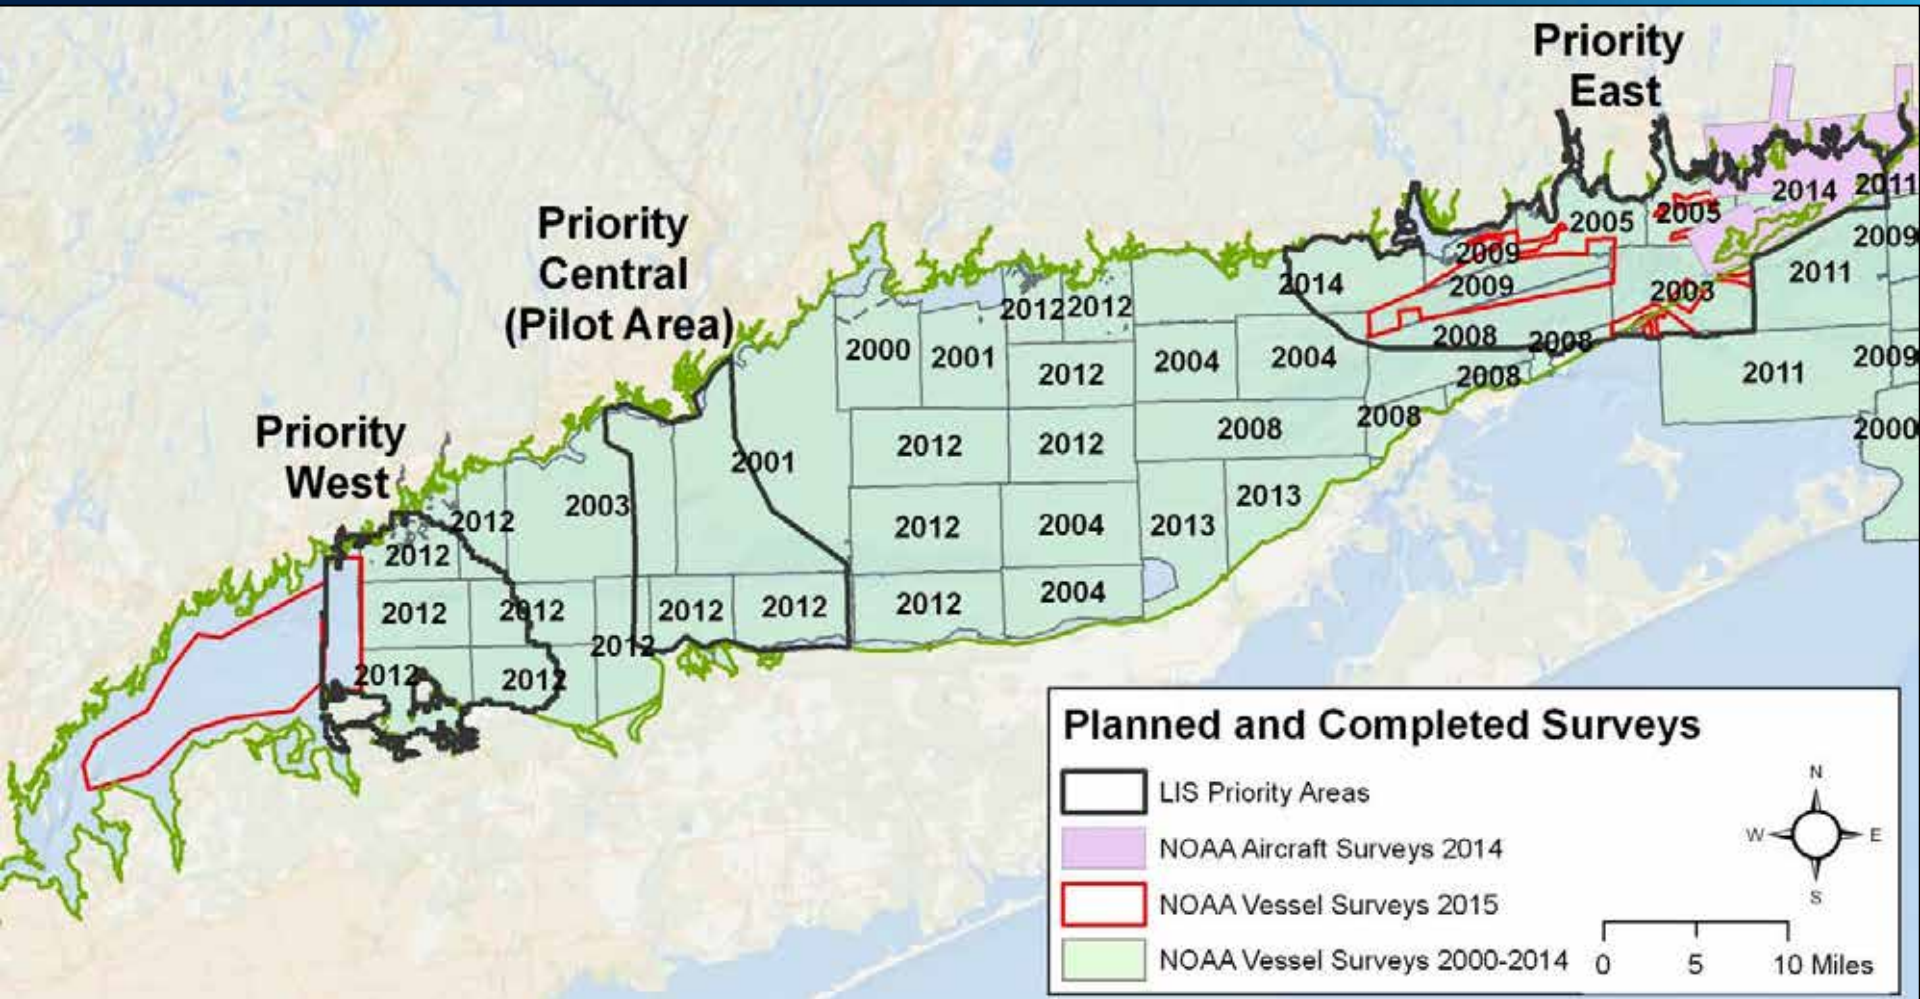 Priority
East
Priority
Central
(Pilot Area)
Priority
West
2014
2011
2005
2005
2009
2009
2011
2014
2009
2003
2012
2012
2008
2008
2000
2001
2004
2004
2009
2012
2008
2011
2008
2008
2000
2012
2012
2001
2013
2003
2012
2012
2004
2013
2012
2012
2012
2012
2012
2012
2004
2012
2012
2012
Planned and Completed Surveys
LIS Priority Areas
NOAA Aircraft Surveys 2014
NOAA Vessel Surveys 2015
NOAA Vessel Surveys 2000-2014
N
W
E
S
0 5 10 Miles